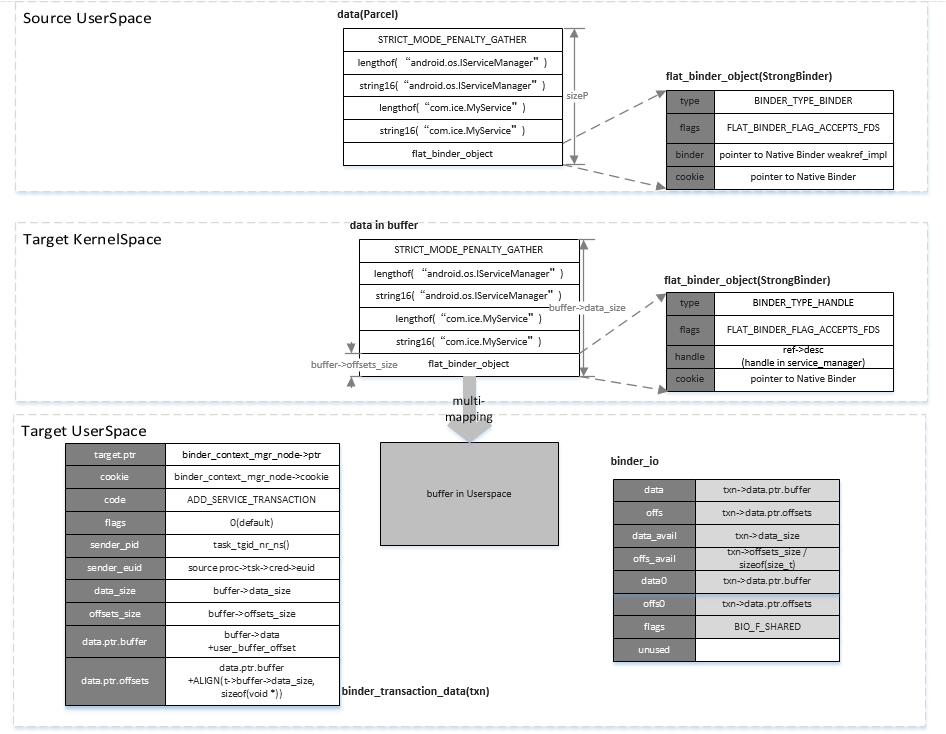 Source UserSpace
data(Parcel)
STRICT_MODE_PENALTY_GATHER
lengthof( “android.os.IServiceManager” )
string16( “android.os.IServiceManager” )
lengthof( “com.ice.MyService” )
string16( “com.ice.MyService” )
flat_binder_object
sizeP
flat_binder_object(StrongBinder)
type BINDER_TYPE_BINDER
flags FLAT_BINDER_FLAG_ACCEPTS_FDS
binder pointer to Native Binder weakref_impl
cookie pointer to Native Binder
Target KernelSpace
data in buffer
STRICT_MODE_PENALTY_GATHER
lengthof( “android.os.IServiceManager” )
string16( “android.os.IServiceManager” )
lengthof( “com.ice.MyService” )
string16( “com.ice.MyService” )
flat_binder_object
buffer->data_size
buffer->offsets_size
flat_binder_object(StrongBinder)
type BINDER_TYPE_HANDLE
flags FLAT_BINDER_FLAG_ACCEPTS_FDS
handle ref->desc
(handle in service_manager)
cookie pointer to Native Binder
multi-
mapping
Target UserSpace
target.ptr binder_context_mgr_node->ptr
cookie binder_context_mgr_node->cookie
code ADD_SERVICE_TRANSACTION
flags 0(default)
sender_pid task_tgid_nr_ns()
sender_euid source proc->tsk->cred->euid
data_size buffer->data_size
offsets_size buffer->offsets_size
data.ptr.buffer buffer->data
+user_buffer_offset
data.ptr.offsets data.ptr.buffer
+ALIGN(t->buffer->data_size,
sizeof(void *))
binder_transaction_data(txn)
buffer in Userspace
binder_io
data txn->data.ptr.buffer
offs txn->data.ptr.offsets
data_avail txn->data_size
offs_avail txn->offsets_size /
sizeof(size_t)
data0 txn->data.ptr.buffer
offs0 txn->data.ptr.offsets
flags BIO_F_SHARED
unused